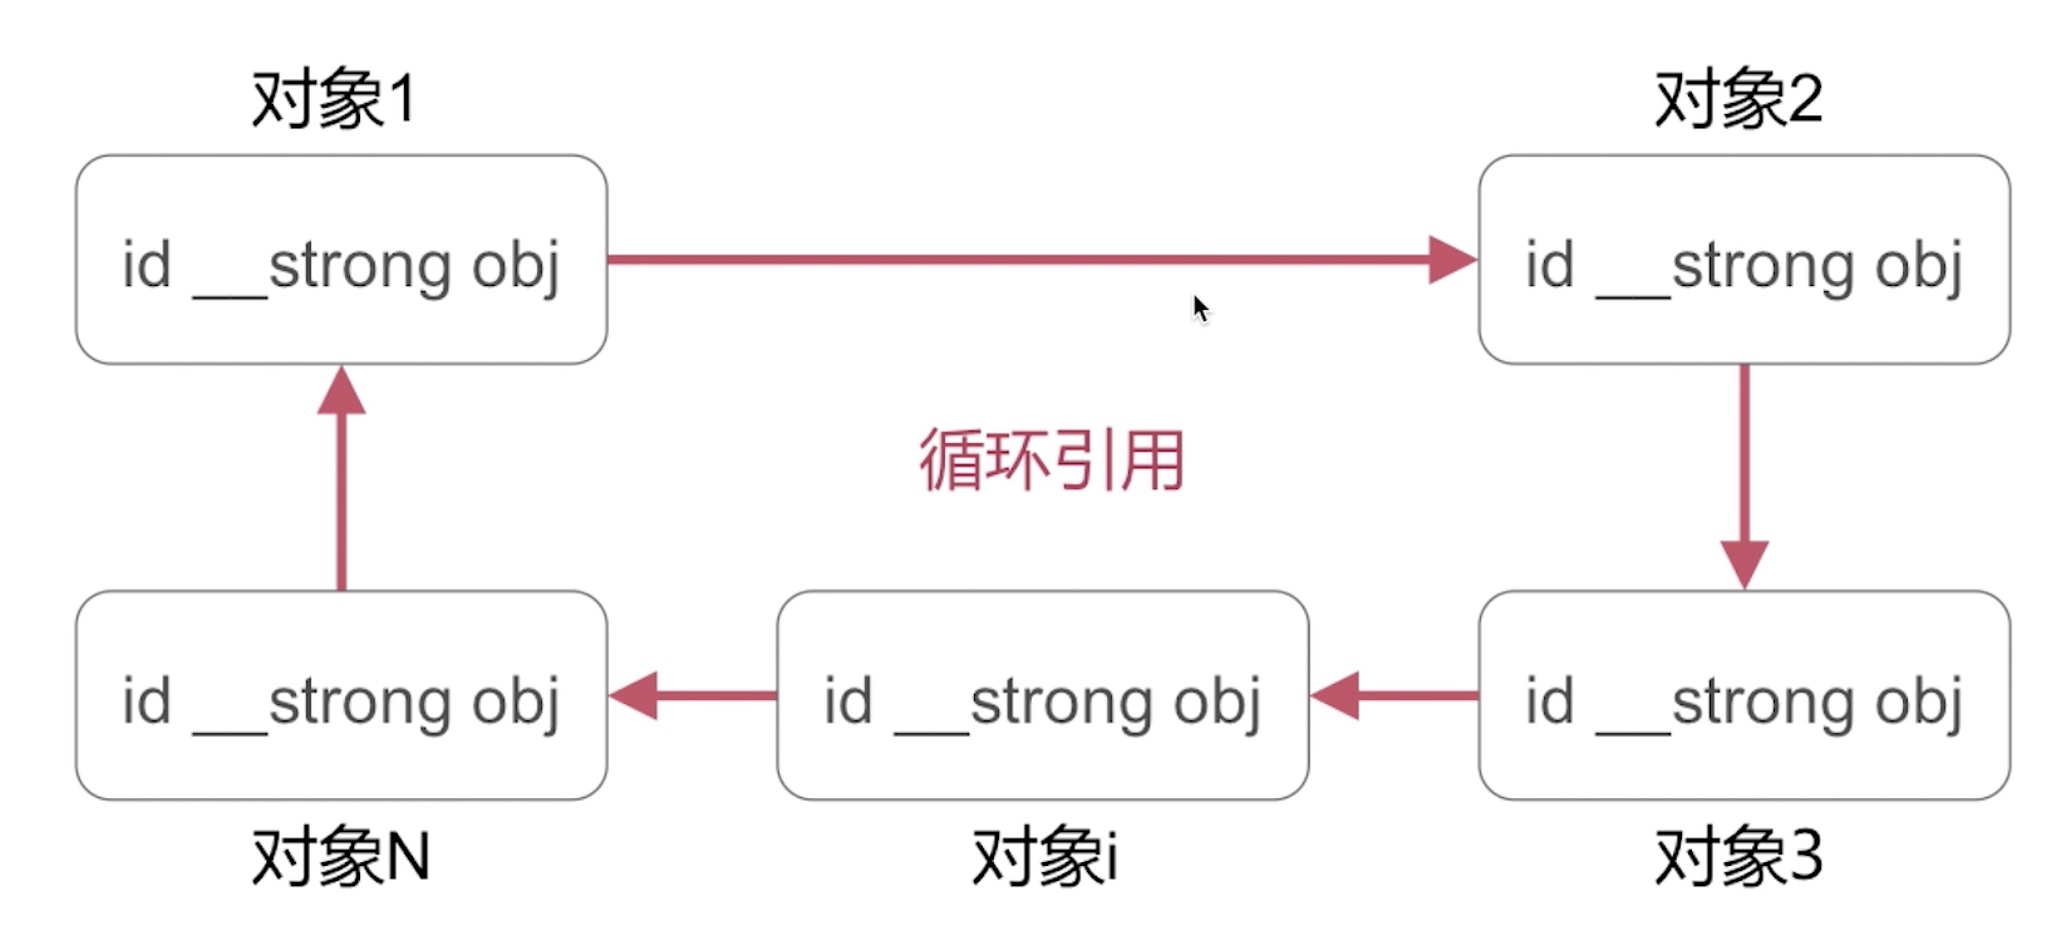 对象1
对象2
id __strong obj
id __strong obj
循环引用
id __strong obj
id __strong obj
id __strong obj
对象N
对象i
对象3